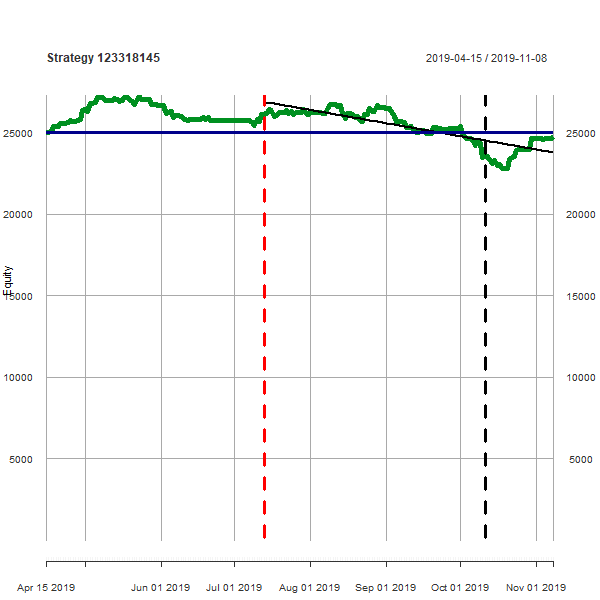 Strategy 123318145
2019-04-15 / 2019-11-08
25000
25000
20000
20000
Equity
15000
15000
10000
10000
5000
5000
Apr 15 2019
Jun 01 2019
Jul 01 2019
Aug 01 2019
Sep 01 2019
Oct 01 2019
Nov 01 2019